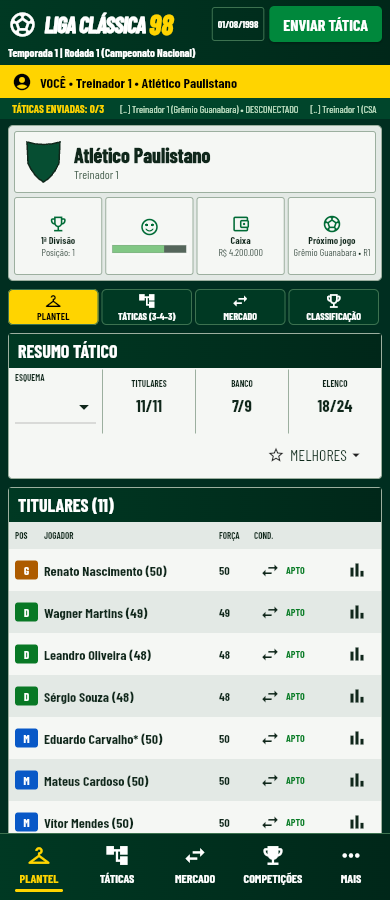 LIGA CLÁSSICA 98
01/08/1998
ENVIAR TÁTICA
Temporada 1 | Rodada 1 (Campeonato Nacional)
VOCÊ • Treinador 1 • Atlético Paulistano
TÁTICAS ENVIADAS: 0/3
[..] Treinador 1 (Grêmio Guanabara) • DESCONECTADO
[..] Treinador 1 (CSA
Atlético Paulistano
Treinador 1
1ª Divisão
Posição: 1
Caixa
R$ 4.200.000
Próximo jogo
Grêmio Guanabara • R1
PLANTEL
TÁTICAS (3-4-3)
MERCADO
CLASSIFICAÇÃO
RESUMO TÁTICO
ESQUEMA
TITULARES
11/11
BANCO
7/9
ELENCO
18/24
MELHORES
TITULARES (11)
POS JOGADOR FORÇA COND.
G Renato Nascimento (50) 50 APTO
D Wagner Martins (49) 49 APTO
D Leandro Oliveira (48) 48 APTO
D Sérgio Souza (48) 48 APTO
M Eduardo Carvalho* (50) 50 APTO
M Mateus Cardoso (50) 50 APTO
M Vítor Mendes (50) 50 APTO
PLANTEL
TÁTICAS
MERCADO
COMPETIÇÕES
MAIS